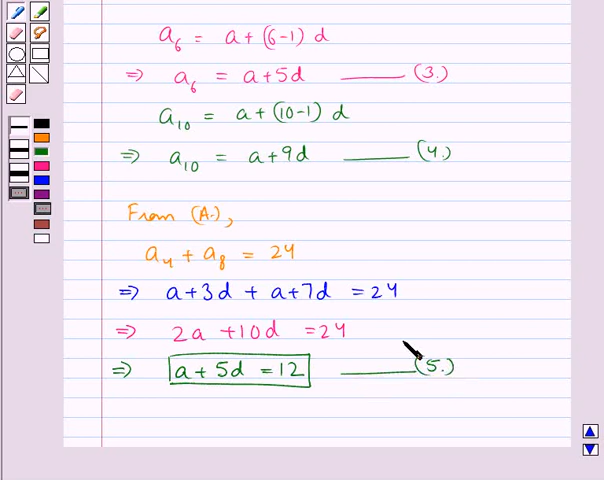 a₆ = a + (6-1) d
⇒ a₆ = a + 5d ——— (3.)
a₁₀ = a + (10-1) d
⇒ a₁₀ = a + 9d ——— (4.)
From (A.),
a₄ + a₈ = 24
⇒ a + 3d + a + 7d = 24
⇒ 2a + 10d = 24
⇒ a + 5d = 12 ——— (5.)